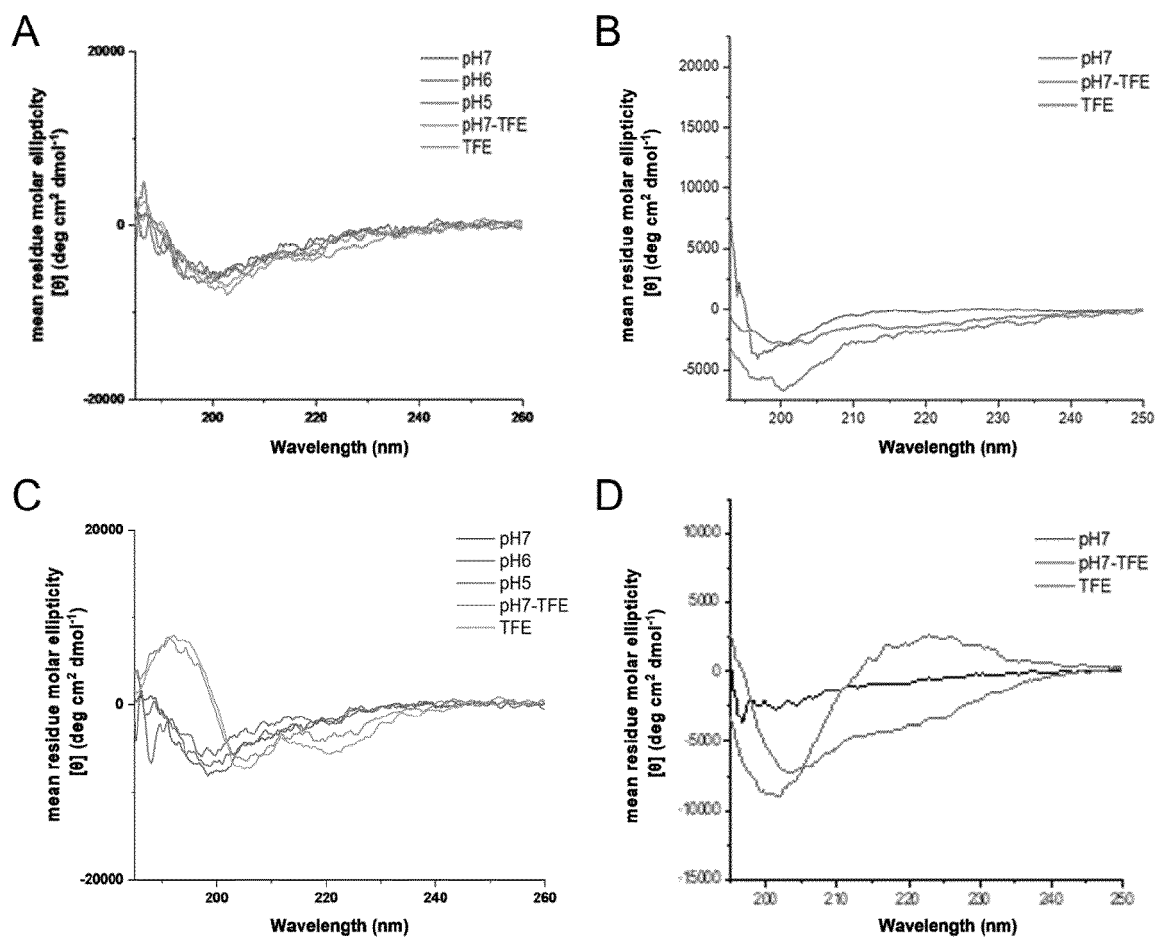 A
mean residue molar ellipticity
[θ] (deg cm² dmol⁻¹)
20000
0
-20000
200
220
240
260
Wavelength (nm)
pH7
pH6
pH5
pH7-TFE
TFE
B
mean residue molar ellipticity
[θ] (deg cm² dmol⁻¹)
20000
15000
10000
5000
0
-5000
200
210
220
230
240
250
Wavelength (nm)
pH7
pH7-TFE
TFE
C
mean residue molar ellipticity
[θ] (deg cm² dmol⁻¹)
20000
0
-20000
200
220
240
260
Wavelength (nm)
pH7
pH6
pH5
pH7-TFE
TFE
D
mean residue molar ellipticity
[θ] (deg cm² dmol⁻¹)
10000
5000
0
-5000
-10000
-15000
200
210
220
230
240
250
Wavelength (nm)
pH7
pH7-TFE
TFE